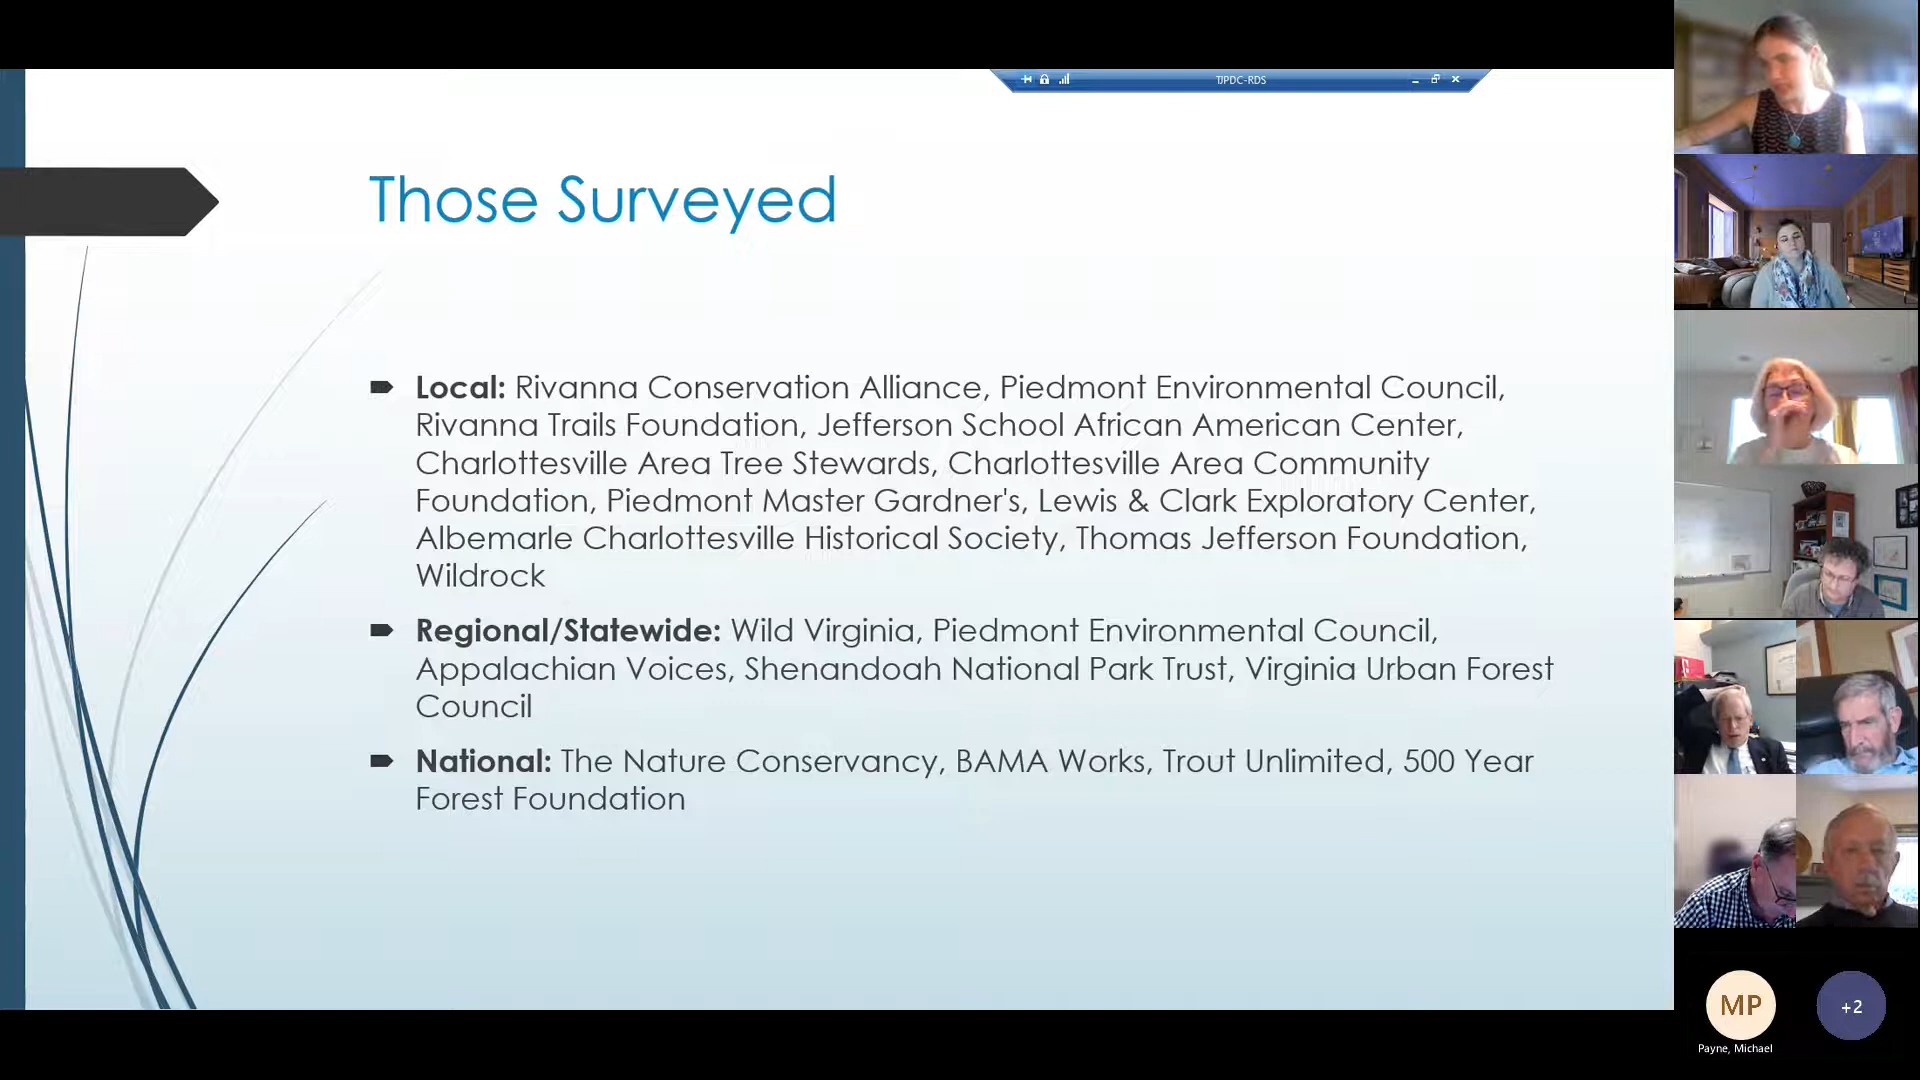 TJPDC-RDS
Those Surveyed
Local: Rivanna Conservation Alliance, Piedmont Environmental Council,
Rivanna Trails Foundation, Jefferson School African American Center,
Charlottesville Area Tree Stewards, Charlottesville Area Community
Foundation, Piedmont Master Gardner's, Lewis & Clark Exploratory Center,
Albemarle Charlottesville Historical Society, Thomas Jefferson Foundation,
Wildrock
Regional/Statewide: Wild Virginia, Piedmont Environmental Council,
Appalachian Voices, Shenandoah National Park Trust, Virginia Urban Forest
Council
National: The Nature Conservancy, BAMA Works, Trout Unlimited, 500 Year
Forest Foundation
MP
+2
Payne, Michael